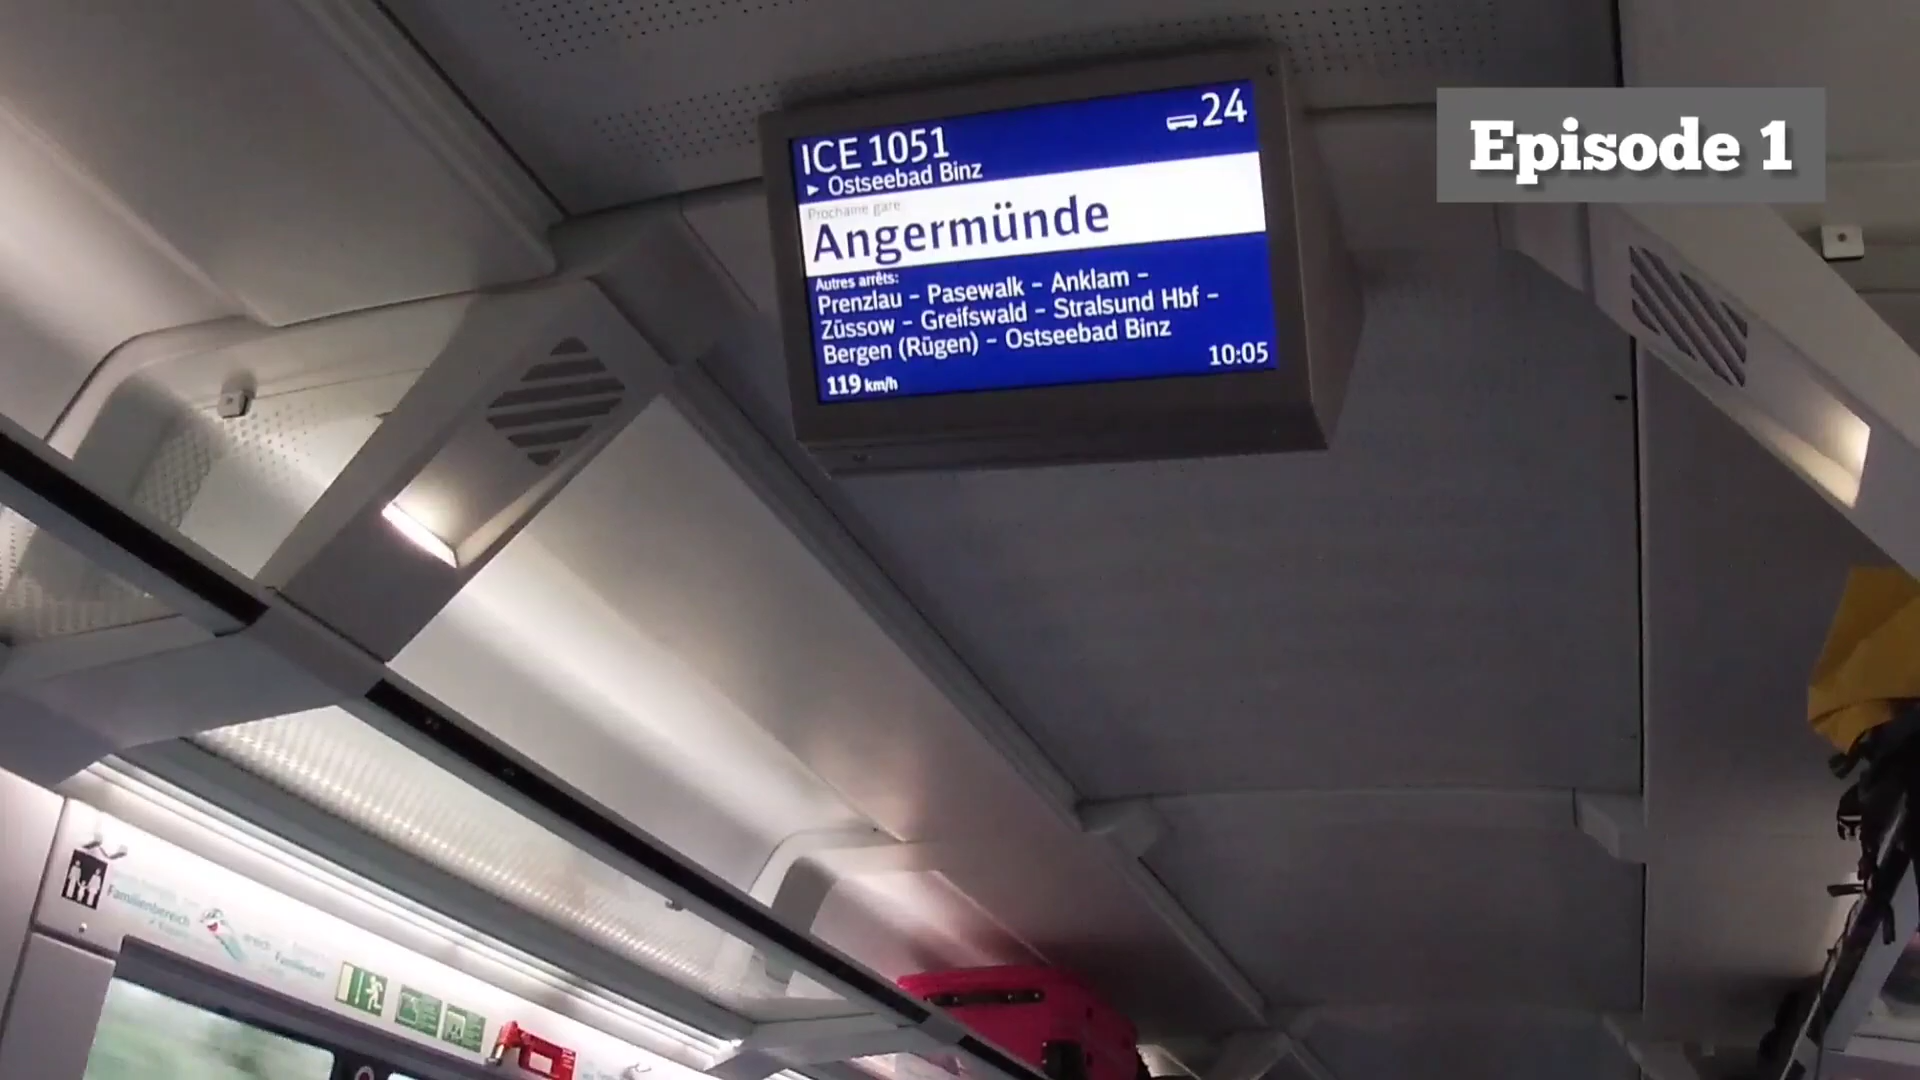 Episode 1
ICE 1051
24
► Ostseebad Binz
Prochaine gare
Angermünde
Autres arrêts:
Prenzlau – Pasewalk – Anklam –
Züssow – Greifswald – Stralsund Hbf –
Bergen (Rügen) – Ostseebad Binz
119 km/h
10:05
Familienbereich